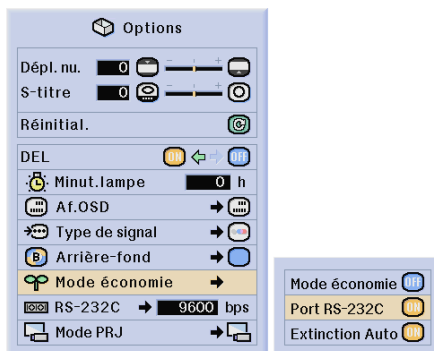 Options
Dépl. nu. 0 - +
S-titre 0 - +
Réinitial.
DEL ON OFF
Minut.lampe 0 h
Af.OSD
Type de signal
B Arrière-fond
Mode économie
RS-232C 9600 bps
Mode PRJ
Mode économie OFF
Port RS-232C ON
Extinction Auto ON